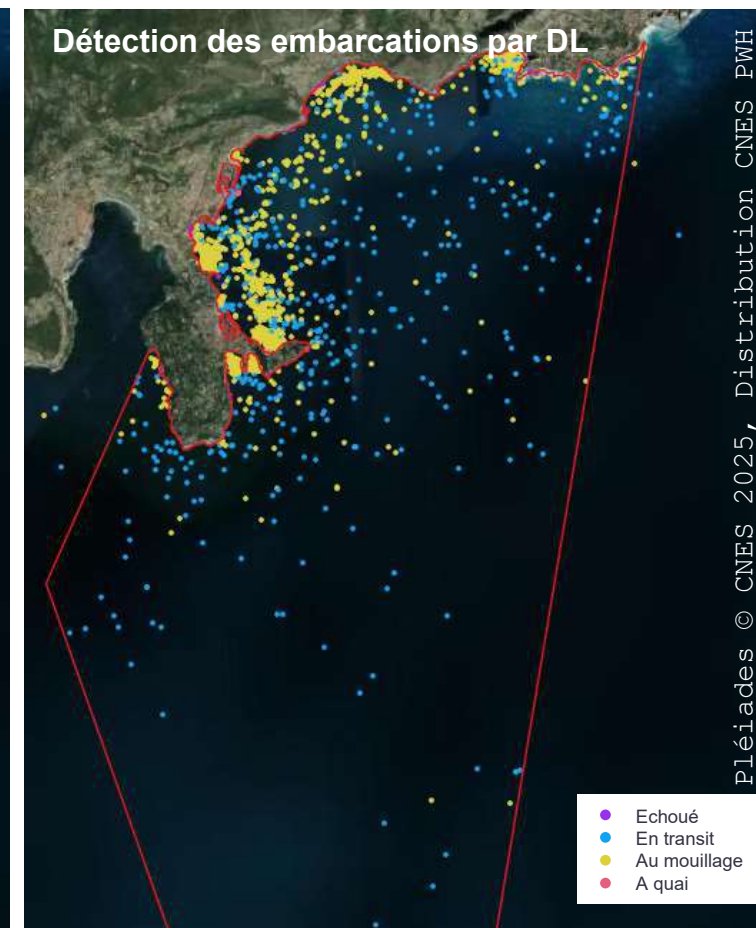 Détection des embarcations par DL
Pléiades © CNES 2025, Distribution CNES PWH
Echoué
En transit
Au mouillage
A quai